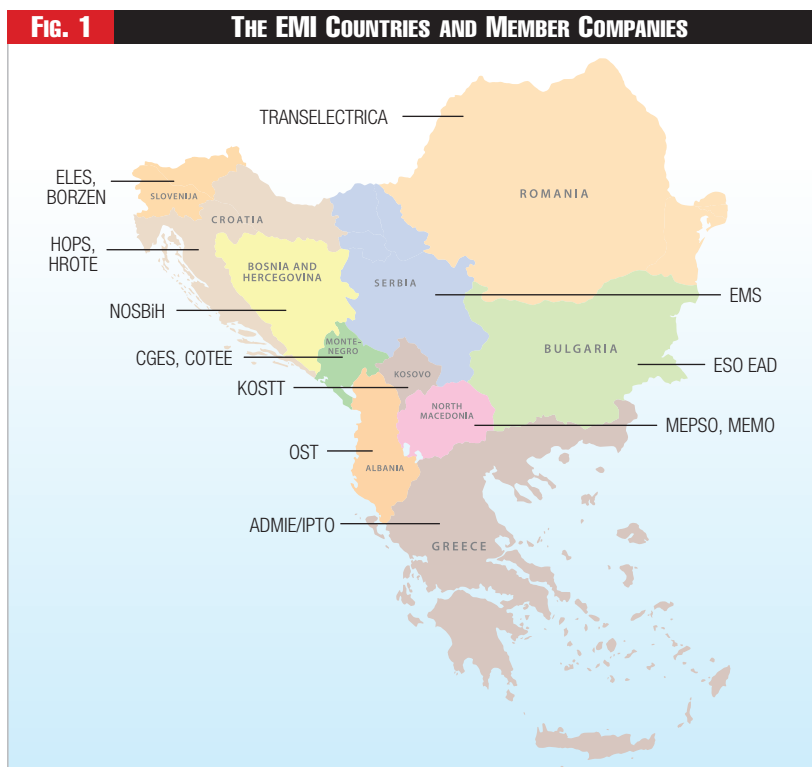 FIG. 1
THE EMI COUNTRIES AND MEMBER COMPANIES
TRANSELECTRICA
ELES,
BORZEN
SLOVENIJA
ROMANIA
CROATIA
HOPS,
HROTE
BOSNIA AND
HERCEGOVINA
SERBIA
EMS
NOSBiH
MONTE-
NEGRO
BULGARIA
CGES, COTEE
ESO EAD
KOSOVO
KOSTT
NORTH
MACEDONIA
MEPSO, MEMO
OST
ALBANIA
ADMIE/IPTO
GREECE